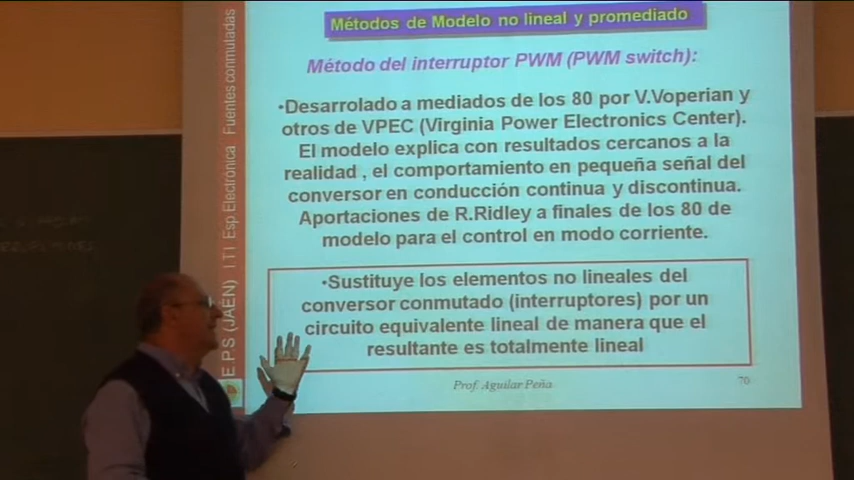 Métodos de Modelo no lineal y promediado
Método del interruptor PWM (PWM switch):
•Desarrollado a mediados de los 80 por V.Voperian y
otros de VPEC (Virginia Power Electronics Center).
El modelo explica con resultados cercanos a la
realidad , el comportamiento en pequeña señal del
conversor en conducción continua y discontinua.
Aportaciones de R.Ridley a finales de los 80 de
modelo para el control en modo corriente.
•Sustituye los elementos no lineales del
conversor conmutado (interruptores) por un
circuito equivalente lineal de manera que el
resultante es totalmente lineal
Prof. Aguilar Peña
70
E.P.S (JAEN) I.T.I Esp Electrónica Fuentes conmuladas